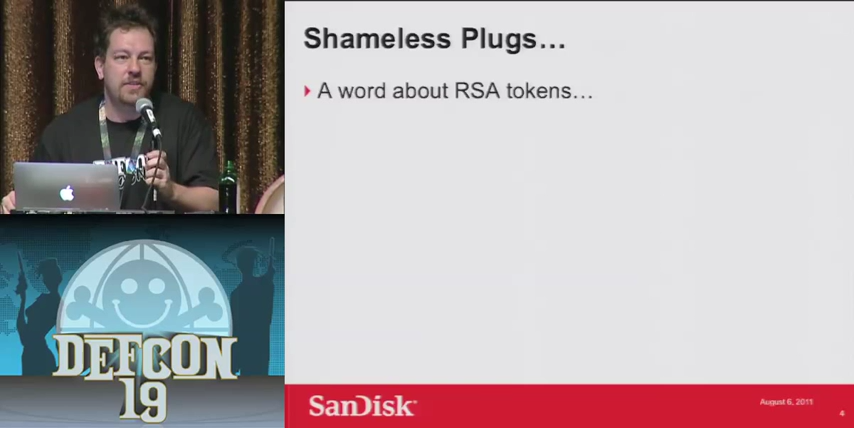 Shameless Plugs…
A word about RSA tokens…
DEFCON
19
SanDisk
August 6, 2011
4